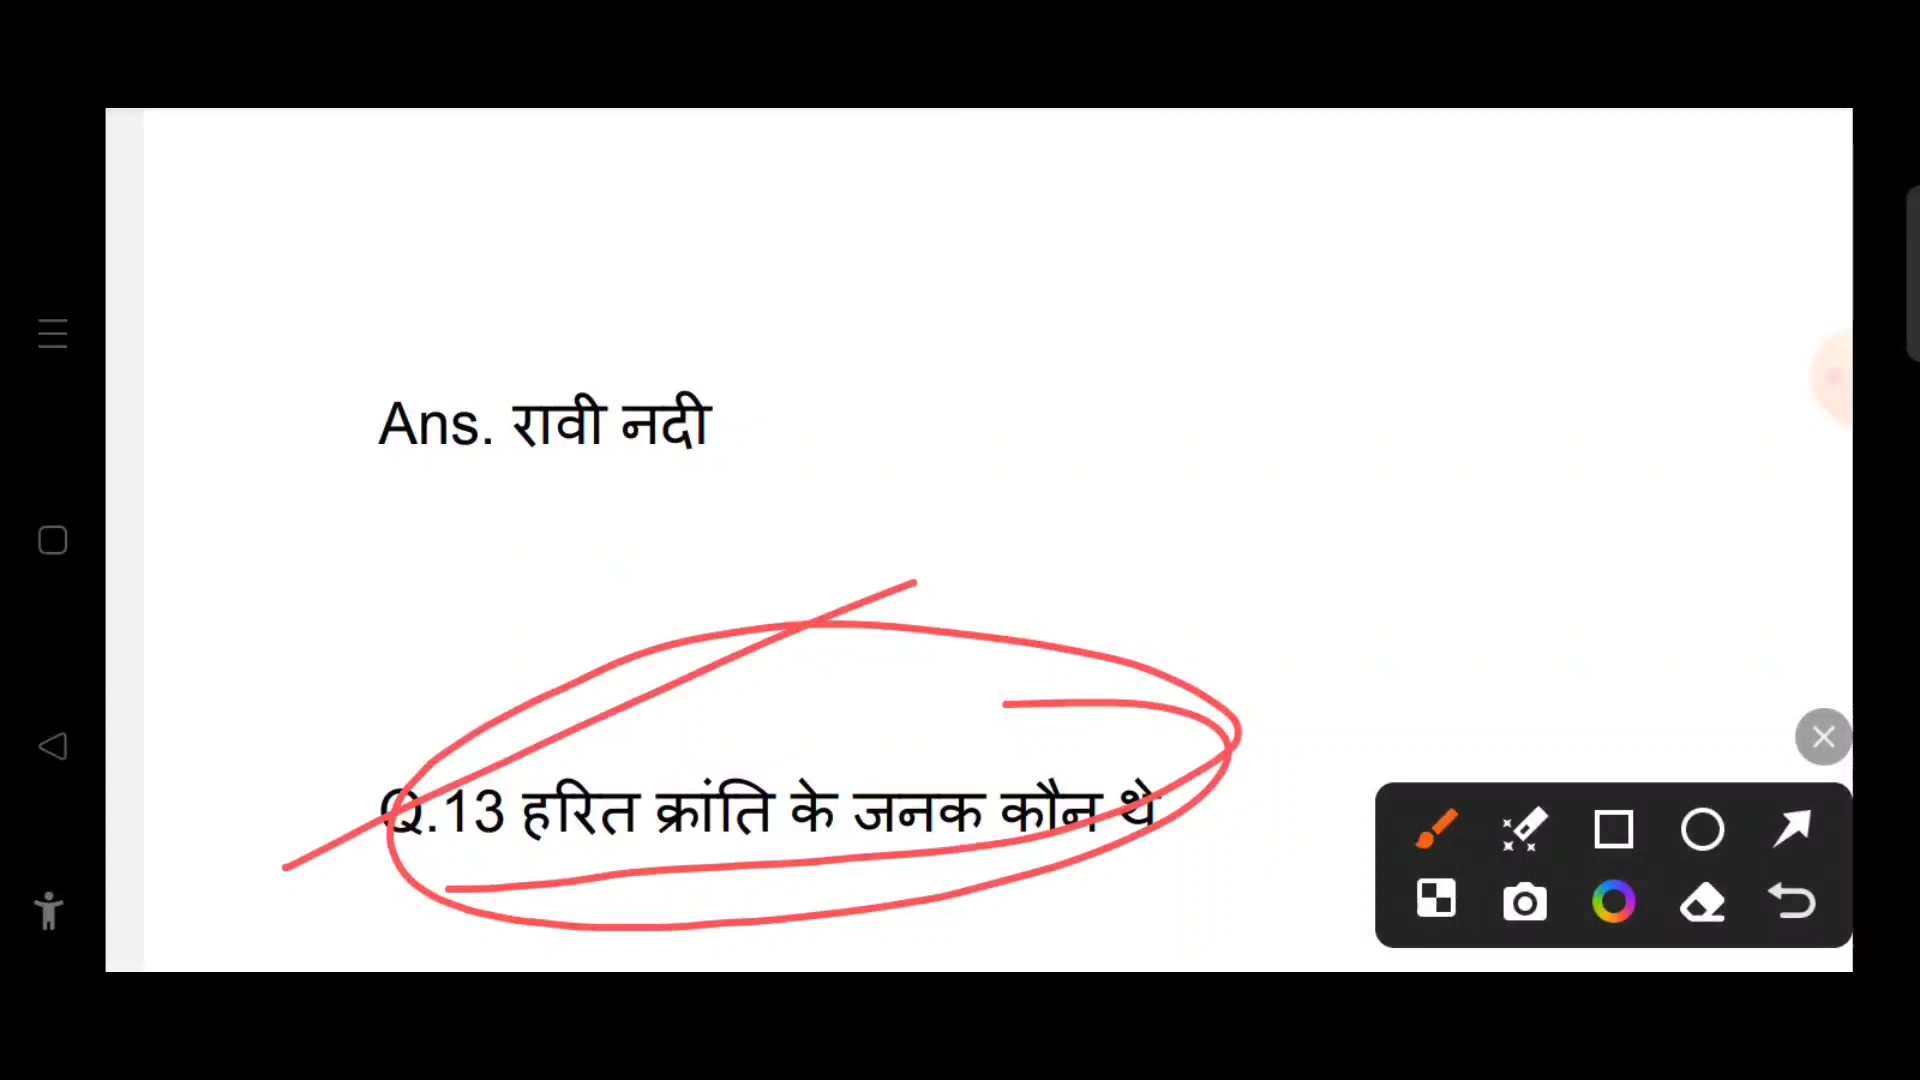 Ans. रावी नदी
Q.13 हरित क्रांति के जनक कौन थे